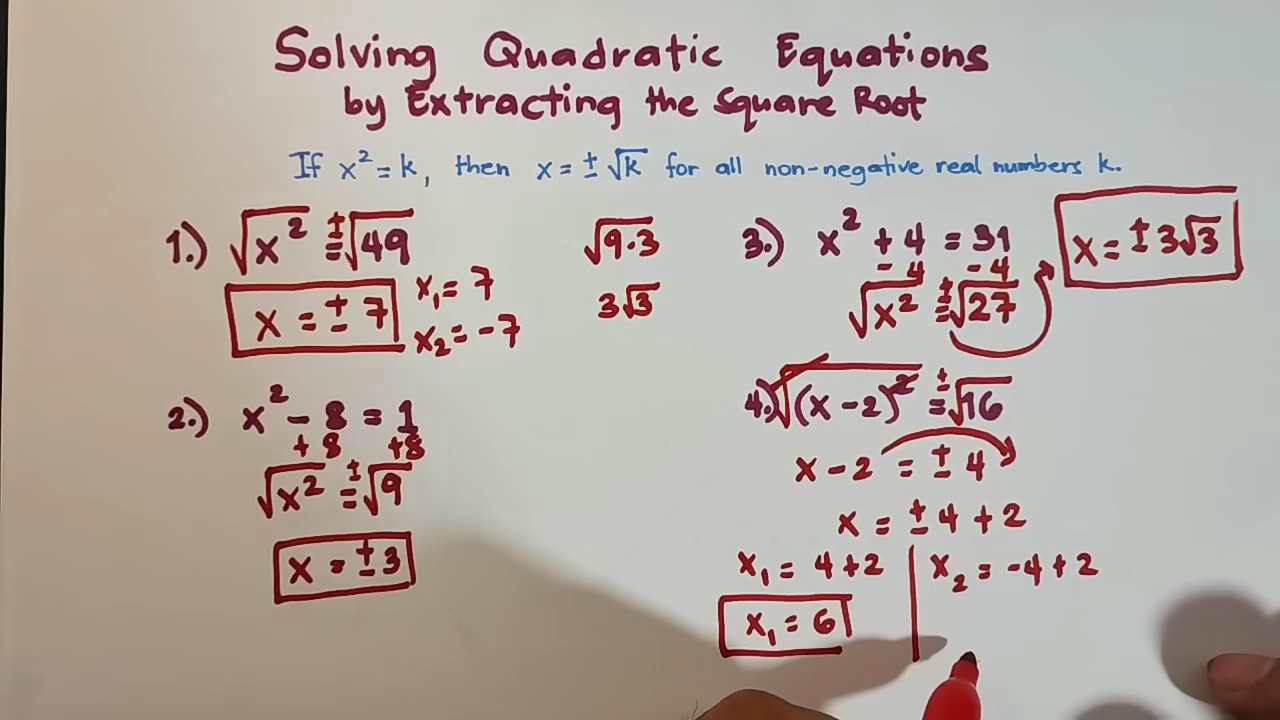 Solving Quadratic Equations
by Extracting the Square Root
If x² = k, then x = ± √k for all non-negative real numbers k.
1.) √x² = ±√49
x = ± 7
x₁ = 7
x₂ = -7
2.) x² - 8 = 1
+ 8 +8
√x² = ±√9
x = ±3
√9·3
3√3
3.) x² + 4 = 31
- 4 - 4
√x² = ±√27
x = ± 3√3
4.) √(x - 2)² = ±√16
x - 2 = ± 4
x = ± 4 + 2
x₁ = 4 + 2
x₁ = 6
x₂ = -4 + 2